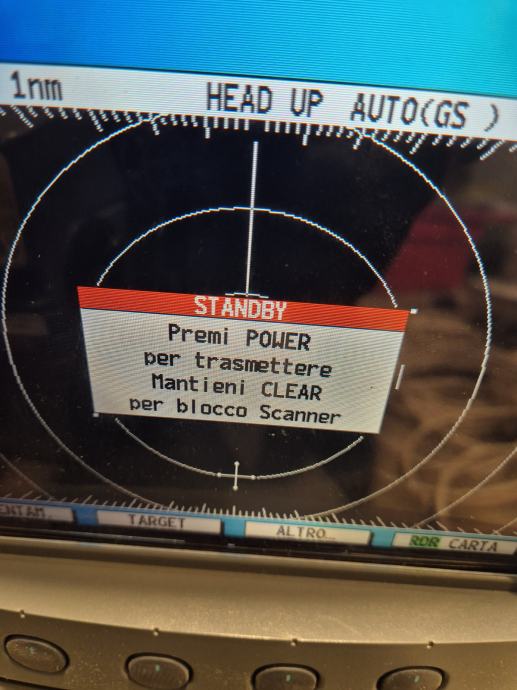 1nm HEAD UP AUTO(GS )
STANDBY
Premi POWER
per trasmettere
Mantieni CLEAR
per blocco Scanner
TARGET ALTRO… RDR CARTA